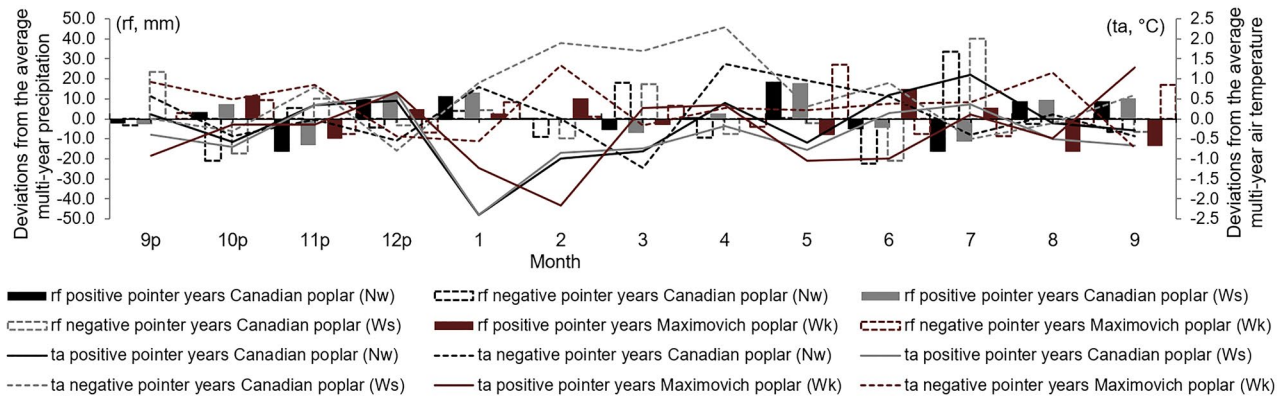 (rf, mm)
(ta, °C)
Deviations from the average
multi-year precipitation
50.0
40.0
30.0
20.0
10.0
0.0
-10.0
-20.0
-30.0
-40.0
-50.0
2.5
2.0
1.5
1.0
0.5
0.0
-0.5
-1.0
-1.5
-2.0
-2.5
Deviations from the average
multi-year air temperature
9p 10p 11p 12p 1 2 3 4 5 6 7 8 9
Month
rf positive pointer years Canadian poplar (Nw)
rf negative pointer years Canadian poplar (Nw)
rf positive pointer years Canadian poplar (Ws)
rf negative pointer years Canadian poplar (Ws)
rf positive pointer years Maximovich poplar (Wk)
rf negative pointer years Maximovich poplar (Wk)
ta positive pointer years Canadian poplar (Nw)
ta negative pointer years Canadian poplar (Nw)
ta positive pointer years Canadian poplar (Ws)
ta negative pointer years Canadian poplar (Ws)
ta positive pointer years Maximovich poplar (Wk)
ta negative pointer years Maximovich poplar (Wk)